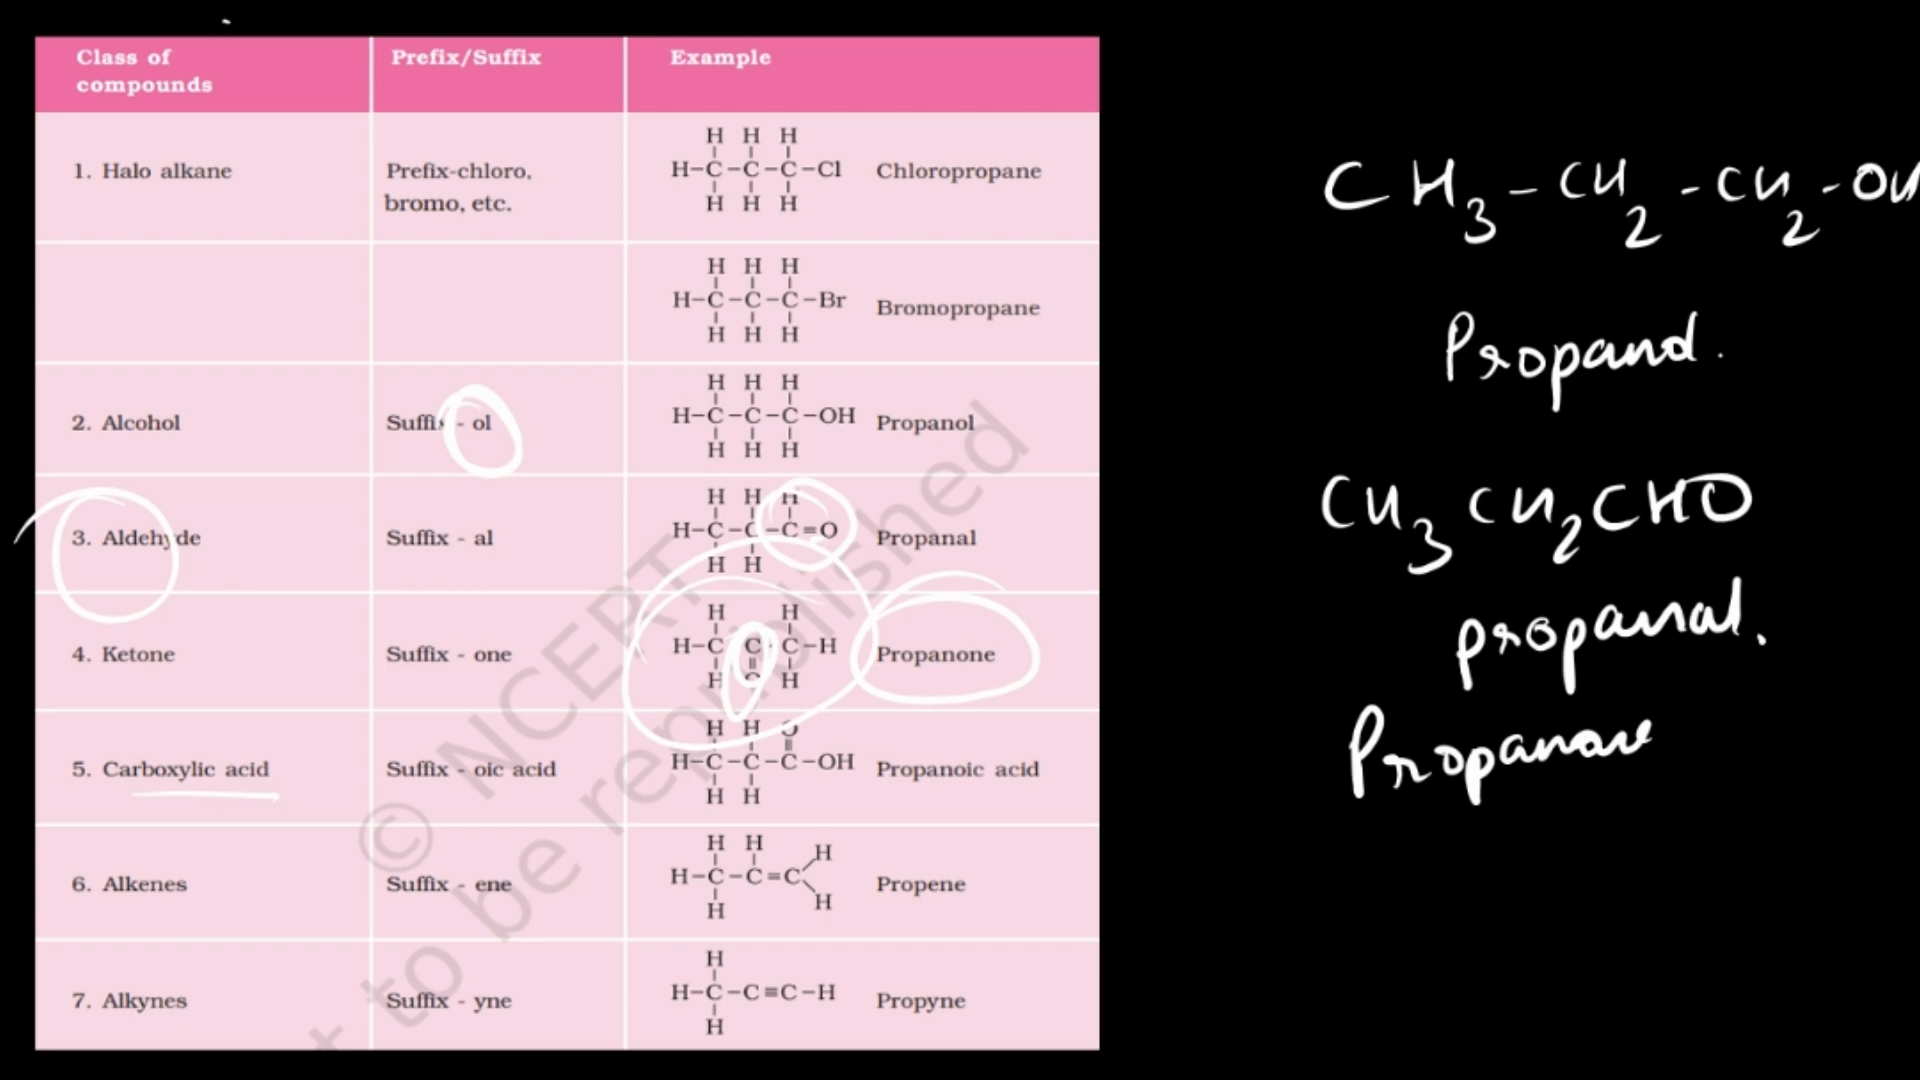 Class of compounds Prefix/Suffix Example
H H H
1. Halo alkane Prefix-chloro, H-C-C-C-Cl Chloropropane
bromo, etc. H H H
H H H
H-C-C-C-Br Bromopropane
H H H
H H H
2. Alcohol Suffix - ol H-C-C-C-OH Propanol
H H H
H H H
3. Aldehyde Suffix - al H-C-C-C=O Propanal
H H
H H
4. Ketone Suffix - one H-C C C-H Propanone
H O H
H H O
5. Carboxylic acid Suffix - oic acid H-C-C-C-OH Propanoic acid
H H
H H H
6. Alkenes Suffix - ene H-C-C=C Propene
H H
H
7. Alkynes Suffix - yne H-C-C≡C-H Propyne
H
© NCERT
to be republished
CH3-CH2-CH2-OH
Propanol.
CH3CH2CHO
propanal.
Propanone